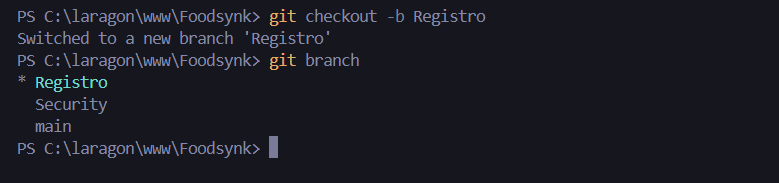 PS C:\laragon\www\Foodsynk> git checkout -b Registro
Switched to a new branch 'Registro'
PS C:\laragon\www\Foodsynk> git branch
* Registro
  Security
  main
PS C:\laragon\www\Foodsynk>